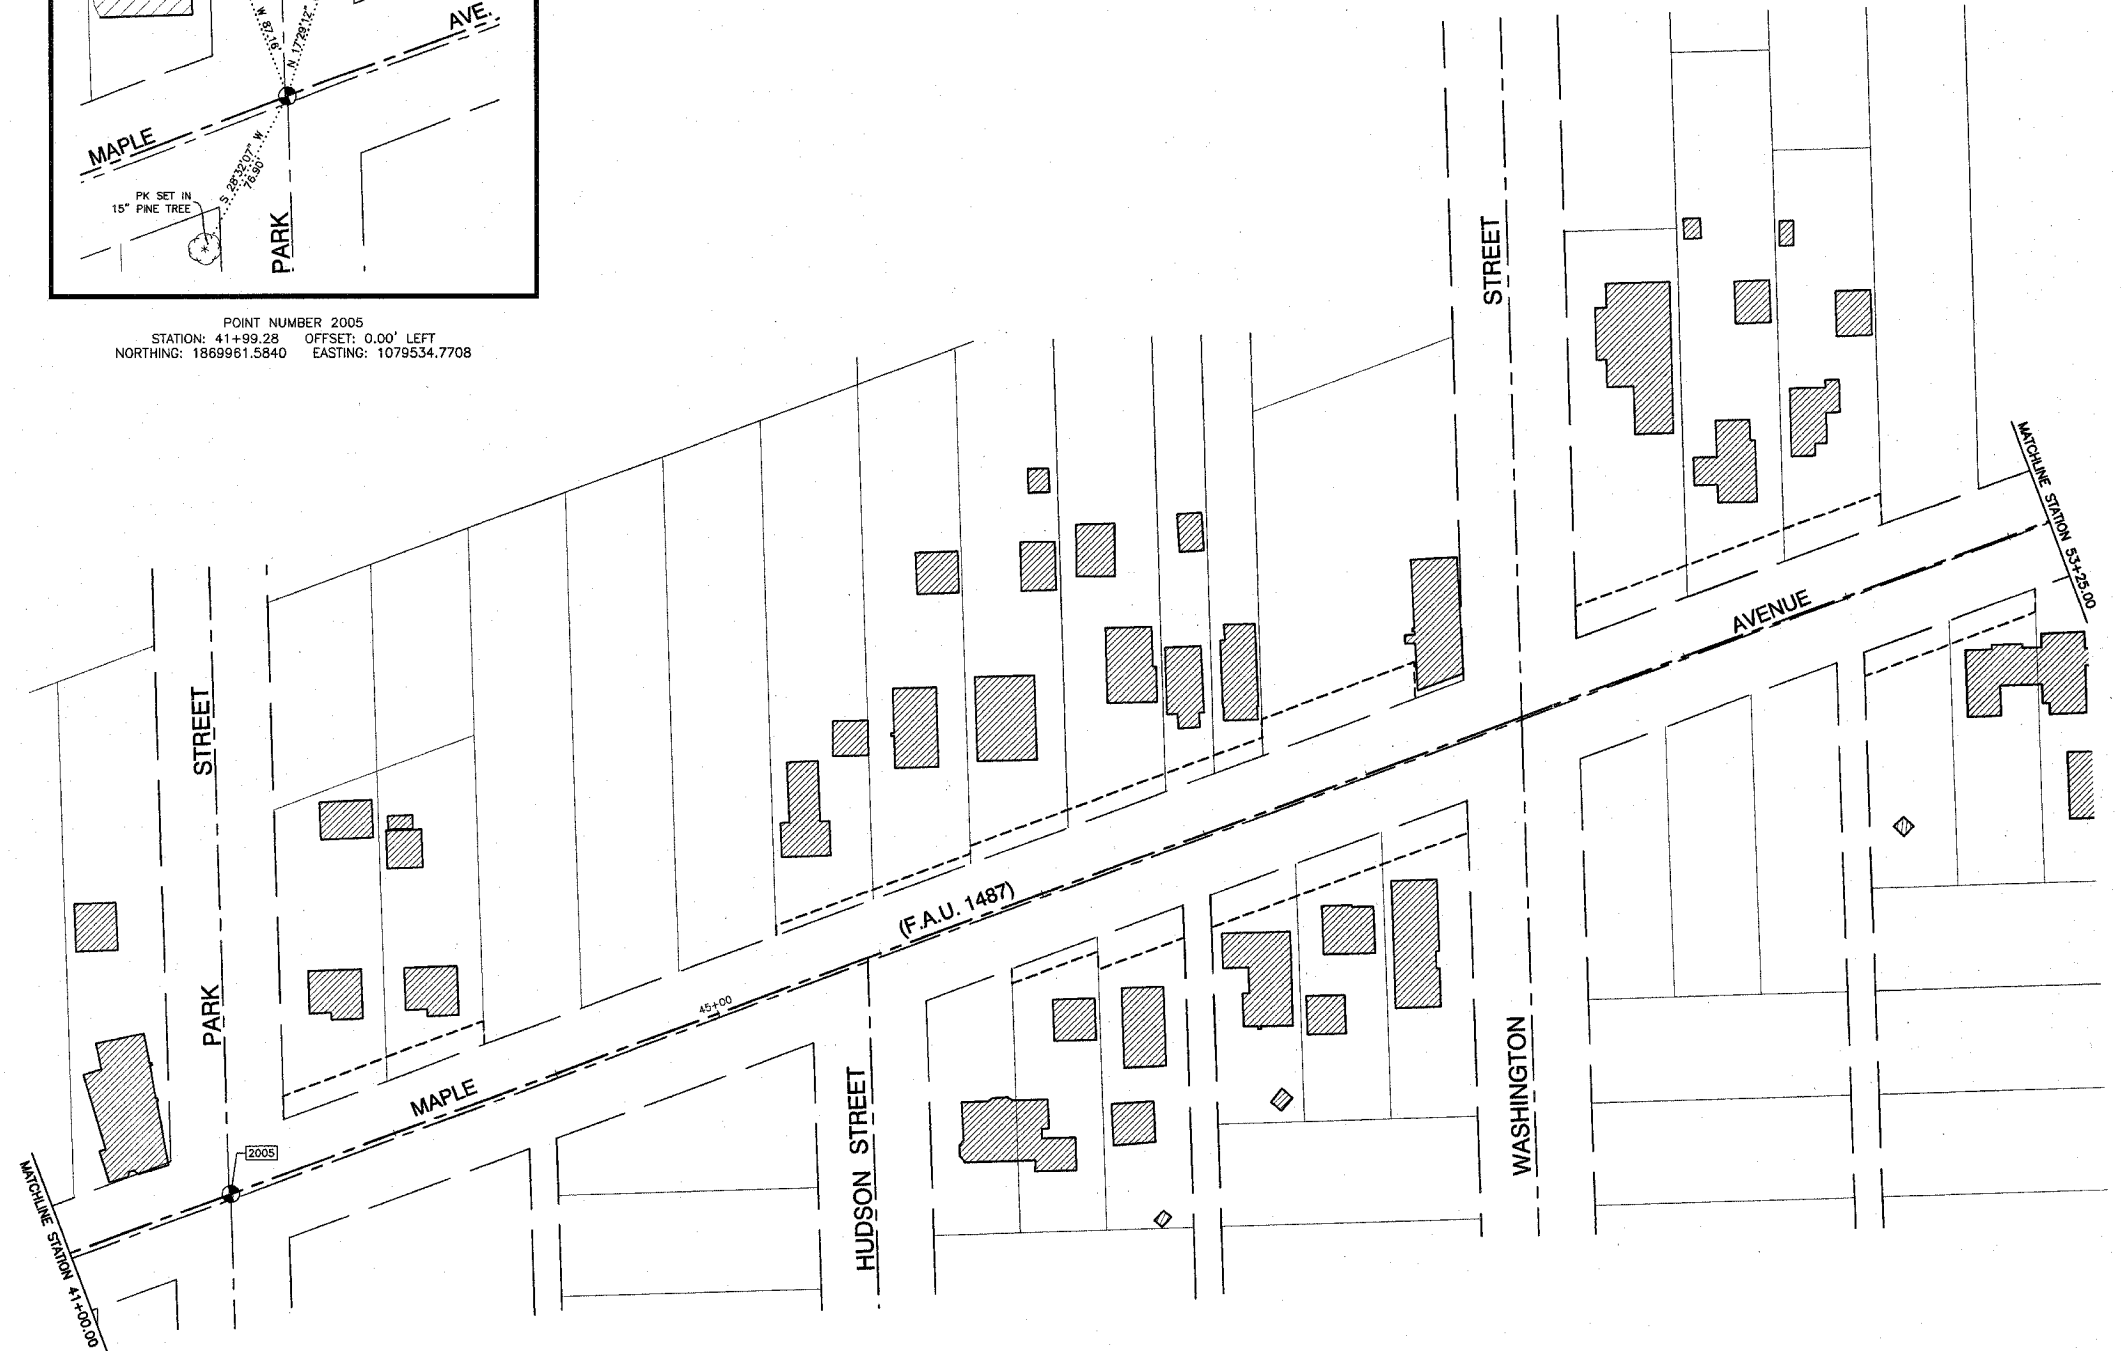 W 87.16'
N 17°29'12"
AVE.
MAPLE
S 28°32'07" W
76.90'
PK SET IN
15" PINE TREE
PARK
POINT NUMBER 2005
STATION: 41+99.28 OFFSET: 0.00' LEFT
NORTHING: 1869961.5840 EASTING: 1079534.7708
STREET
MATCHLINE STATION 53+25.00
AVENUE
STREET
PARK
(F.A.U. 1487)
45+00
MAPLE
HUDSON STREET
WASHINGTON
2005
MATCHLINE STATION 41+00.00